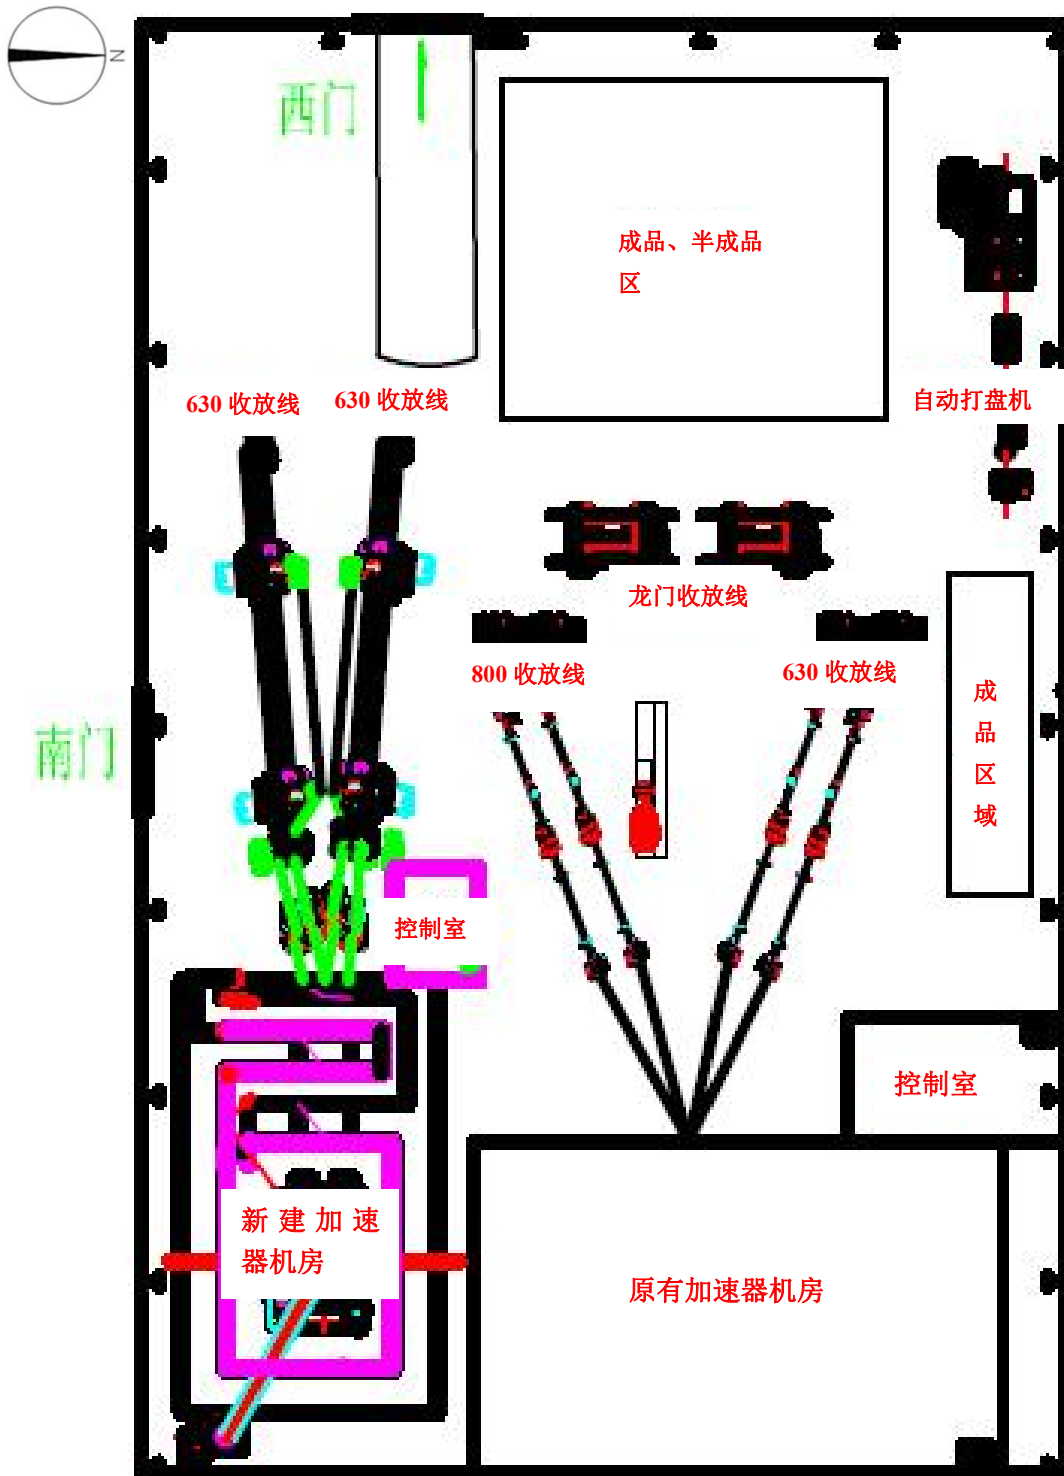 N
西门
成品、半成品
区
630 收放线
630 收放线
自动打盘机
龙门收放线
800 收放线
630 收放线
成
品
区
域
南门
控制室
控制室
新建加速
器机房
原有加速器机房